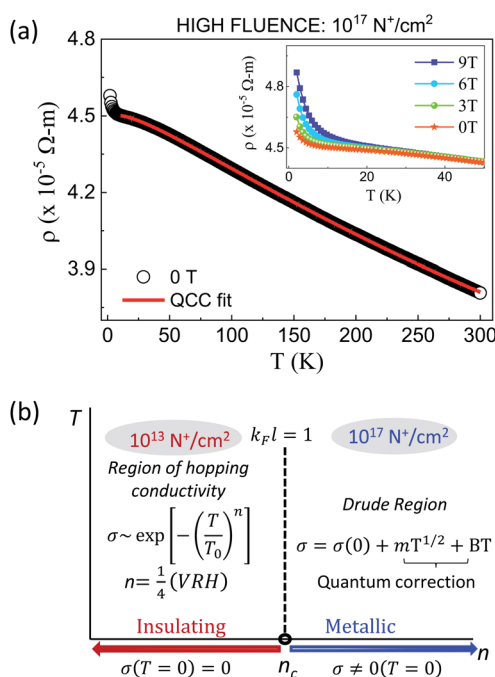 (a)
HIGH FLUENCE: 10¹⁷ N⁺/cm²
4.8
4.5
4.2
3.9
ρ (x 10⁻⁵ Ω-m)
0 T
QCC fit
0 50 100 150 200 250 300
T (K)
9T
6T
3T
0T
4.8
4.5
ρ (x 10⁻⁵ Ω-m)
0 20 40
T (K)
(b)
T
10¹³ N⁺/cm²
k_F l = 1
10¹⁷ N⁺/cm²
Region of hopping
conductivity
σ~ exp [−(T/T₀)ⁿ]
n= 1/4 (VRH)
Drude Region
σ = σ(0) + mT^{1/2} + BT
Quantum correction
Insulating
Metallic
σ(T = 0) = 0
n_c
σ ≠ 0(T = 0)
n